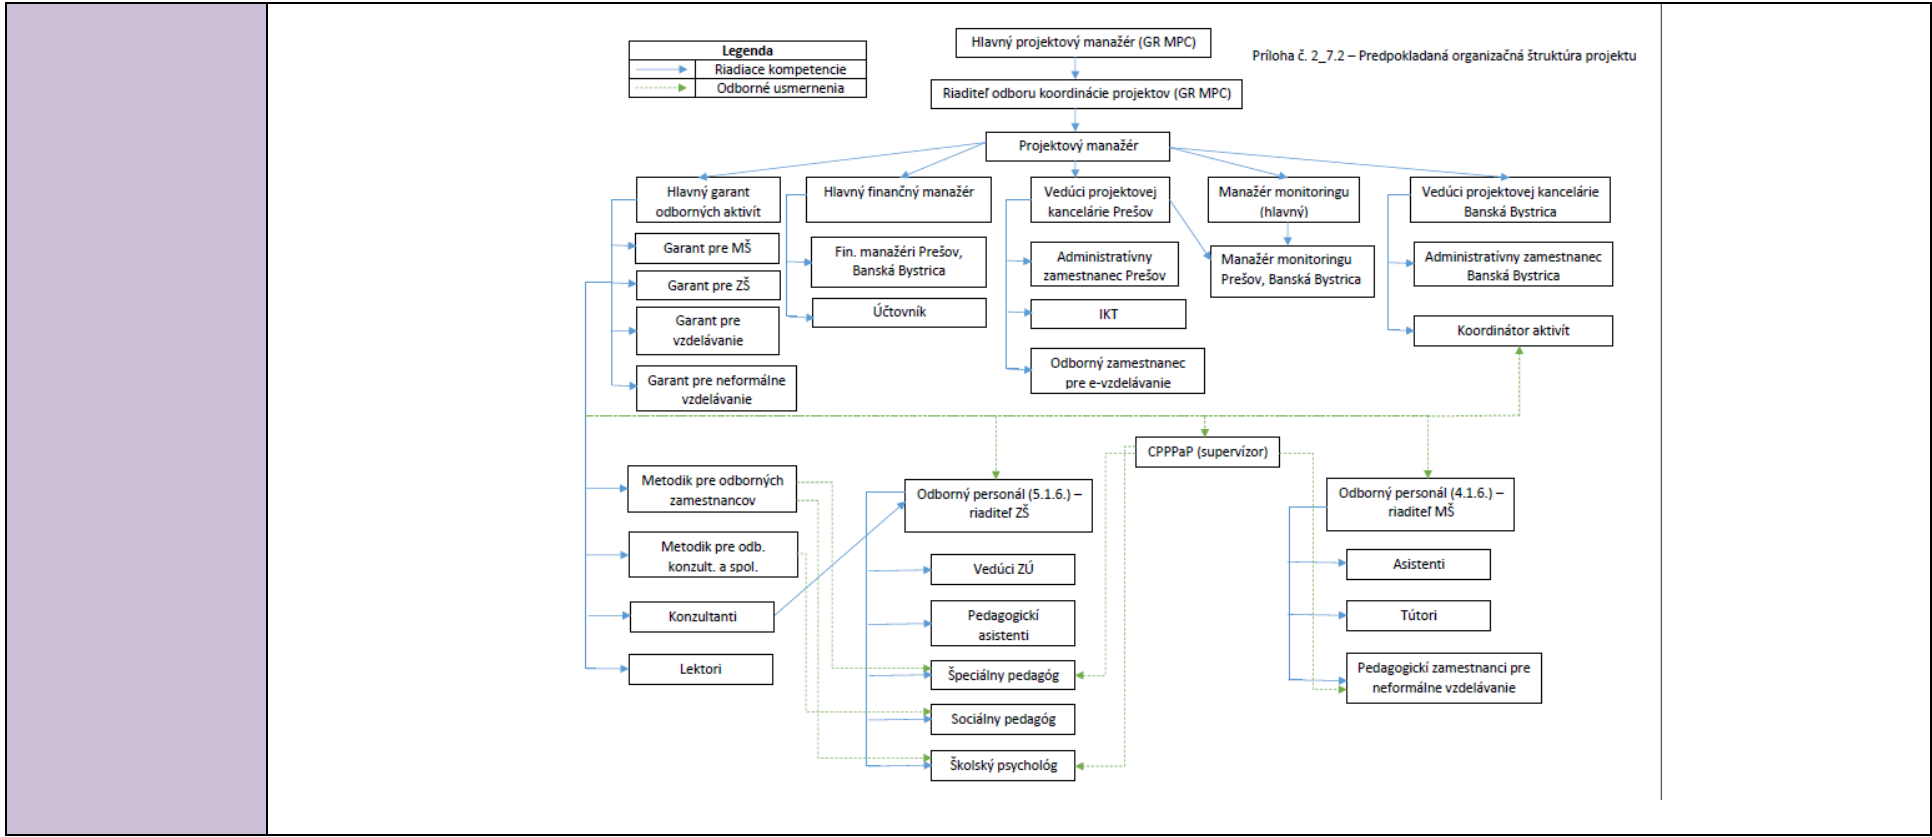 Hlavný projektový manažér (GR MPC)
Legenda
Riadiace kompetencie
Odborné usmernenia
Príloha č. 2_7.2 – Predpokladaná organizačná štruktúra projektu
Riaditeľ odboru koordinácie projektov (GR MPC)
Projektový manažér
Hlavný garant
odborných aktivít
Hlavný finančný manažér
Vedúci projektovej
kancelárie Prešov
Manažér monitoringu
(hlavný)
Vedúci projektovej kancelárie
Banská Bystrica
Garant pre MŠ
Garant pre ZŠ
Garant pre
vzdelávanie
Garant pre neformálne
vzdelávanie
Fin. manažéri Prešov,
Banská Bystrica
Účtovník
Administratívny
zamestnanec Prešov
IKT
Odborný zamestnanec
pre e-vzdelávanie
Manažér monitoringu
Prešov, Banská Bystrica
Administratívny zamestnanec
Banská Bystrica
Koordinátor aktivít
CPPPaP (supervízor)
Metodik pre odborných
zamestnancov
Metodik pre odb.
konzult. a spol.
Konzultanti
Lektori
Odborný personál (5.1.6.) –
riaditeľ ZŠ
Vedúci ZÚ
Pedagogickí
asistenti
Špeciálny pedagóg
Sociálny pedagóg
Školský psychológ
Odborný personál (4.1.6.) –
riaditeľ MŠ
Asistenti
Tútori
Pedagogickí zamestnanci pre
neformálne vzdelávanie